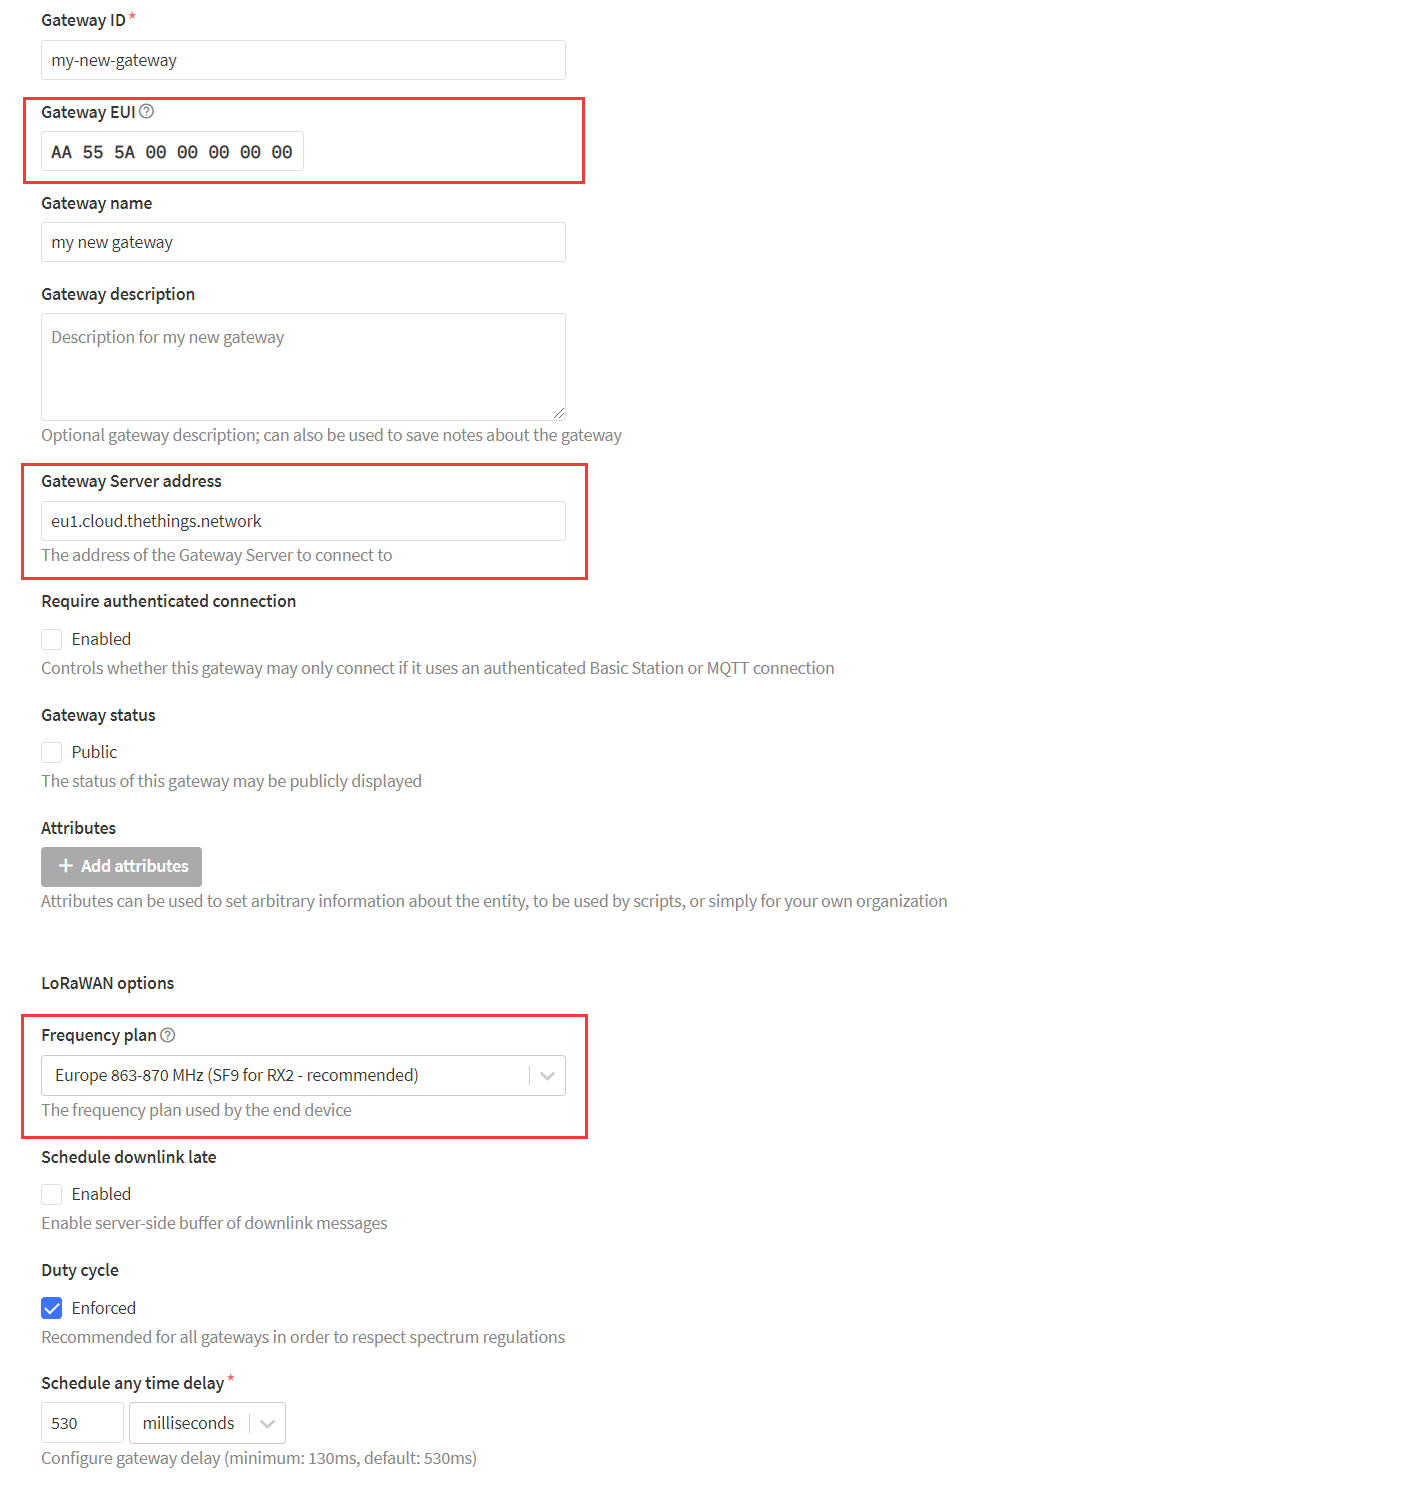 Gateway ID *
my-new-gateway
Gateway EUI ?
AA 55 5A 00 00 00 00 00
Gateway name
my new gateway
Gateway description
Description for my new gateway
Optional gateway description; can also be used to save notes about the gateway
Gateway Server address
eu1.cloud.thethings.network
The address of the Gateway Server to connect to
Require authenticated connection
Enabled
Controls whether this gateway may only connect if it uses an authenticated Basic Station or MQTT connection
Gateway status
Public
The status of this gateway may be publicly displayed
Attributes
+ Add attributes
Attributes can be used to set arbitrary information about the entity, to be used by scripts, or simply for your own organization
LoRaWAN options
Frequency plan ?
Europe 863-870 MHz (SF9 for RX2 - recommended)
The frequency plan used by the end device
Schedule downlink late
Enabled
Enable server-side buffer of downlink messages
Duty cycle
Enforced
Recommended for all gateways in order to respect spectrum regulations
Schedule any time delay *
530 milliseconds
Configure gateway delay (minimum: 130ms, default: 530ms)